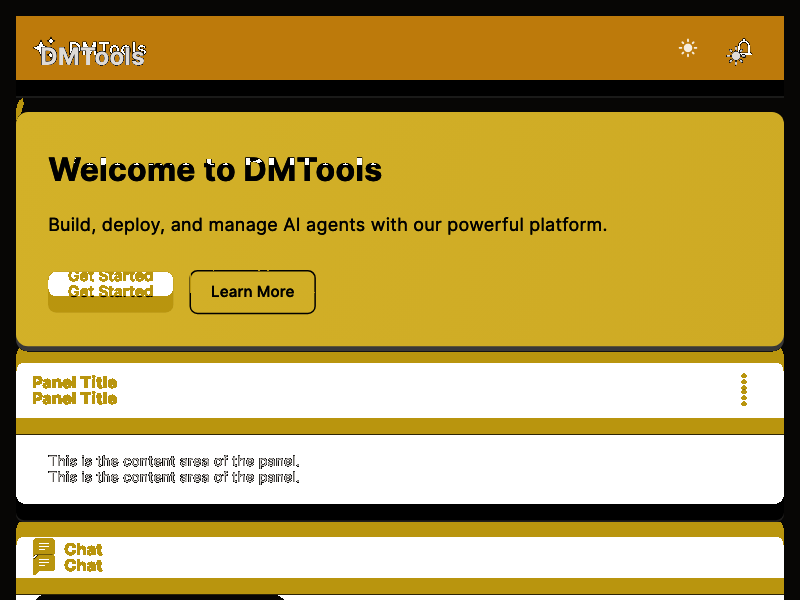 DMTools
DMTools
Welcome to DMTools
Build, deploy, and manage AI agents with our powerful platform.
Get Started
Get Started
Learn More
Panel Title
Panel Title
This is the content area of the panel.
This is the content area of the panel.
Chat
Chat